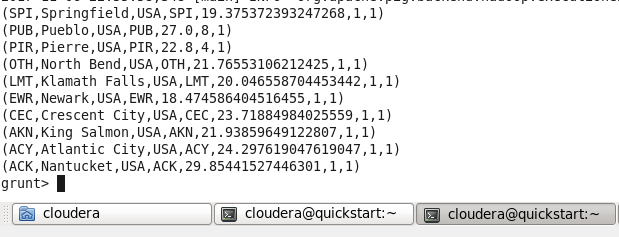 (SPI,Springfield,USA,SPI,19.375372393247268,1,1)
(PUB,Pueblo,USA,PUB,27.0,8,1)
(PIR,Pierre,USA,PIR,22.8,4,1)
(OTH,North Bend,USA,OTH,21.76553106212425,1,1)
(LMT,Klamath Falls,USA,LMT,20.046558704453442,1,1)
(EWR,Newark,USA,EWR,18.474586404516455,1,1)
(CEC,Crescent City,USA,CEC,23.71884984025559,1,1)
(AKN,King Salmon,USA,AKN,21.93859649122807,1,1)
(ACY,Atlantic City,USA,ACY,24.297619047619047,1,1)
(ACK,Nantucket,USA,ACK,29.85441527446301,1,1)
grunt>
cloudera cloudera@quickstart:~ cloudera@quickstart:~